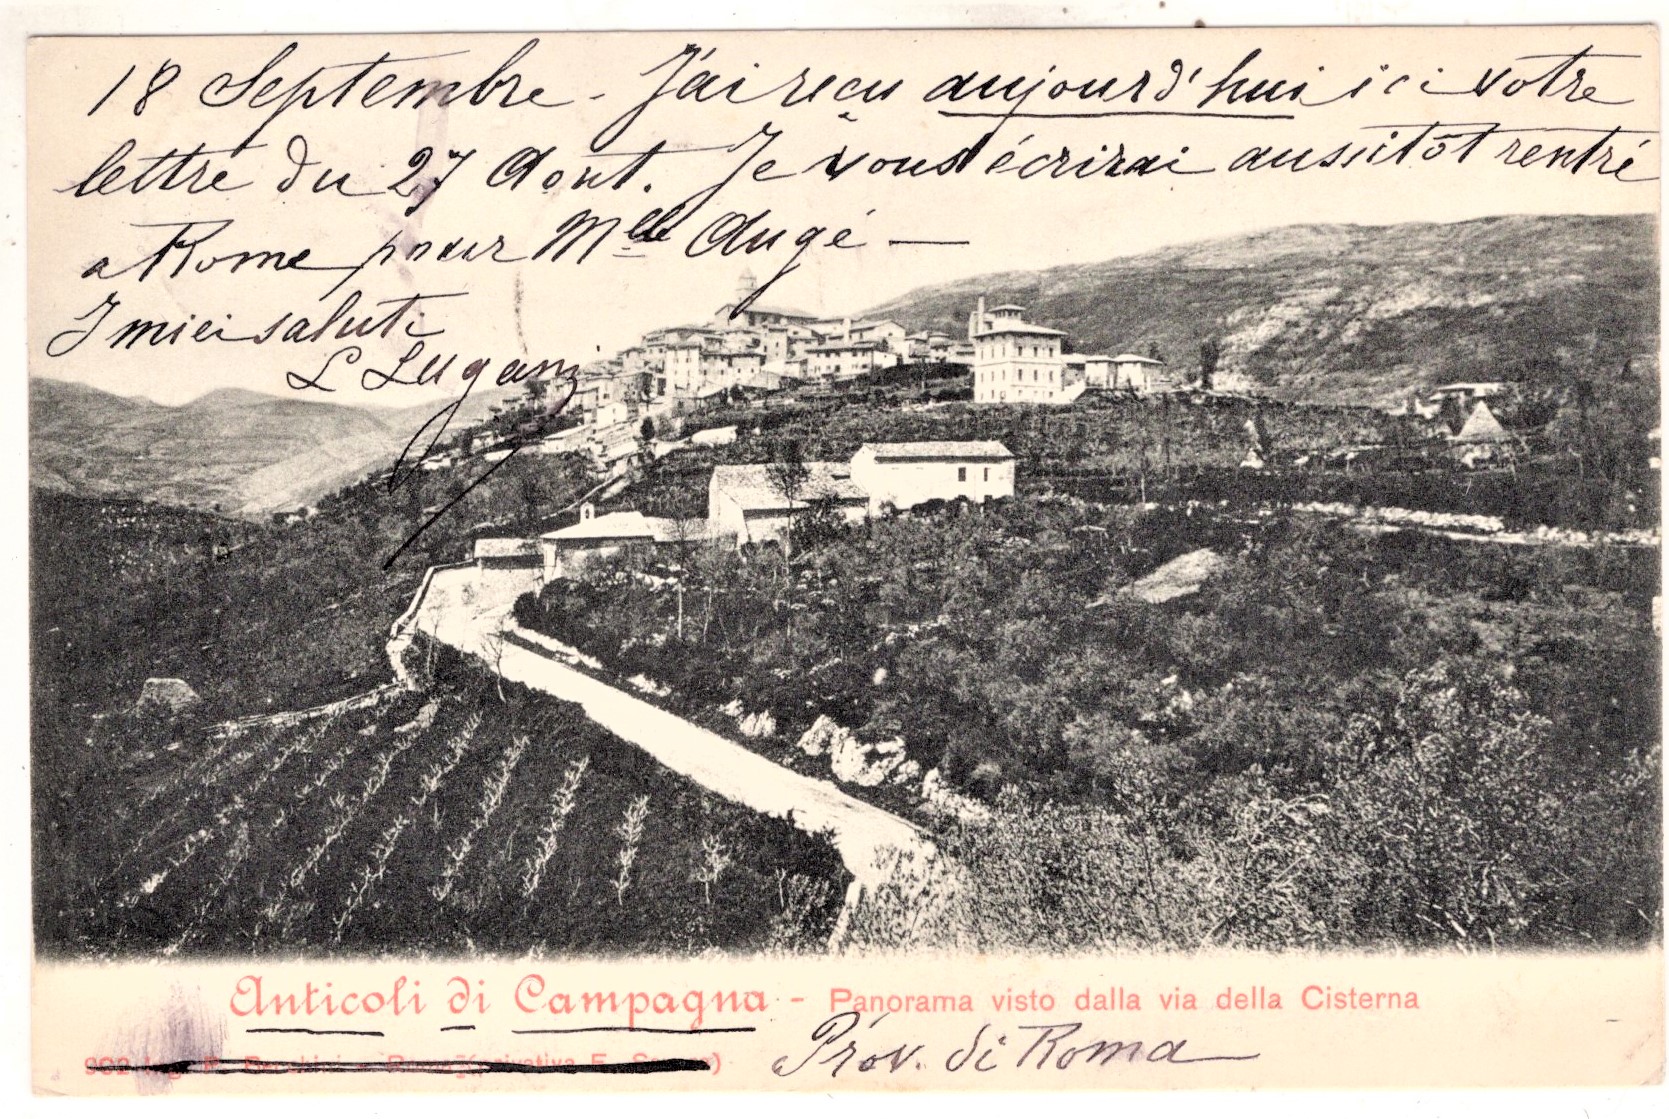 18 Septembre - J'ai reçu aujourd'hui ici votre
lettre du 27 Aout. Je vous écrirai aussitôt rentré
a Rome pour Mlle Augé —
I miei saluti
L Lugani
Anticoli di Campagna - Panorama visto dalla via della Cisterna
Prov. di Roma